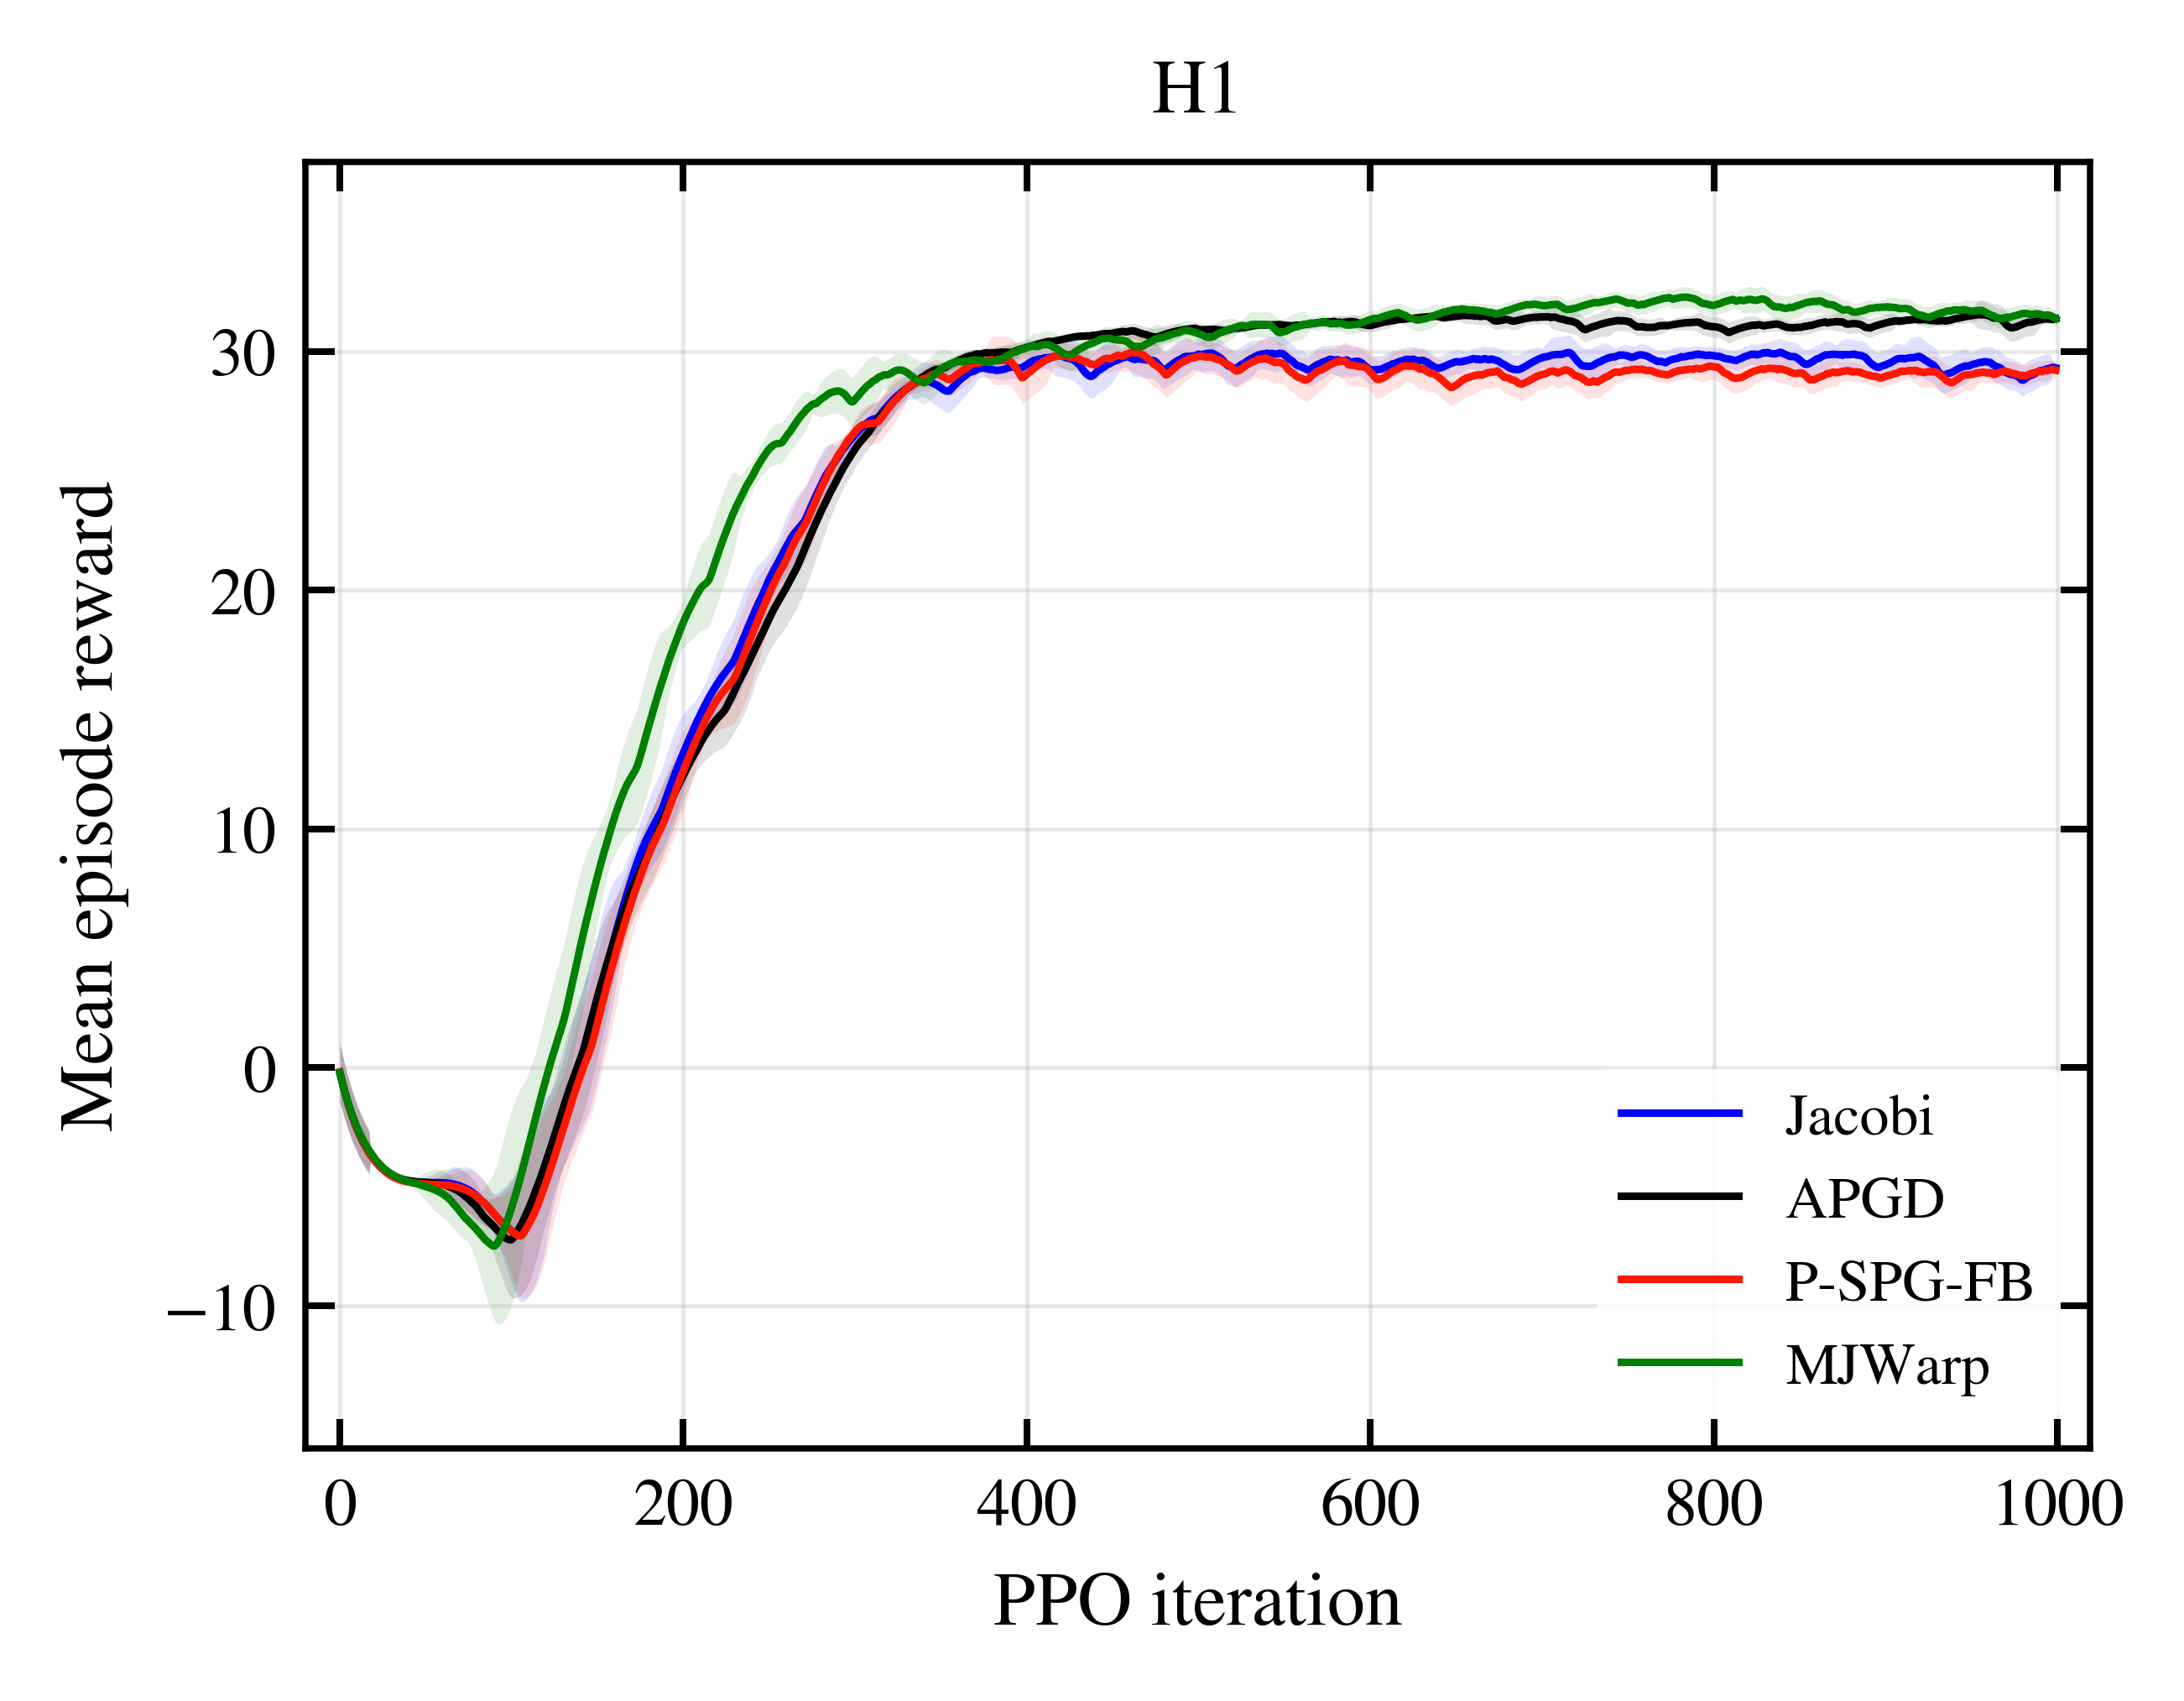 H1
Mean episode reward
30
20
10
0
−10
0 200 400 600 800 1000
PPO iteration
Jacobi
APGD
P-SPG-FB
MJWarp